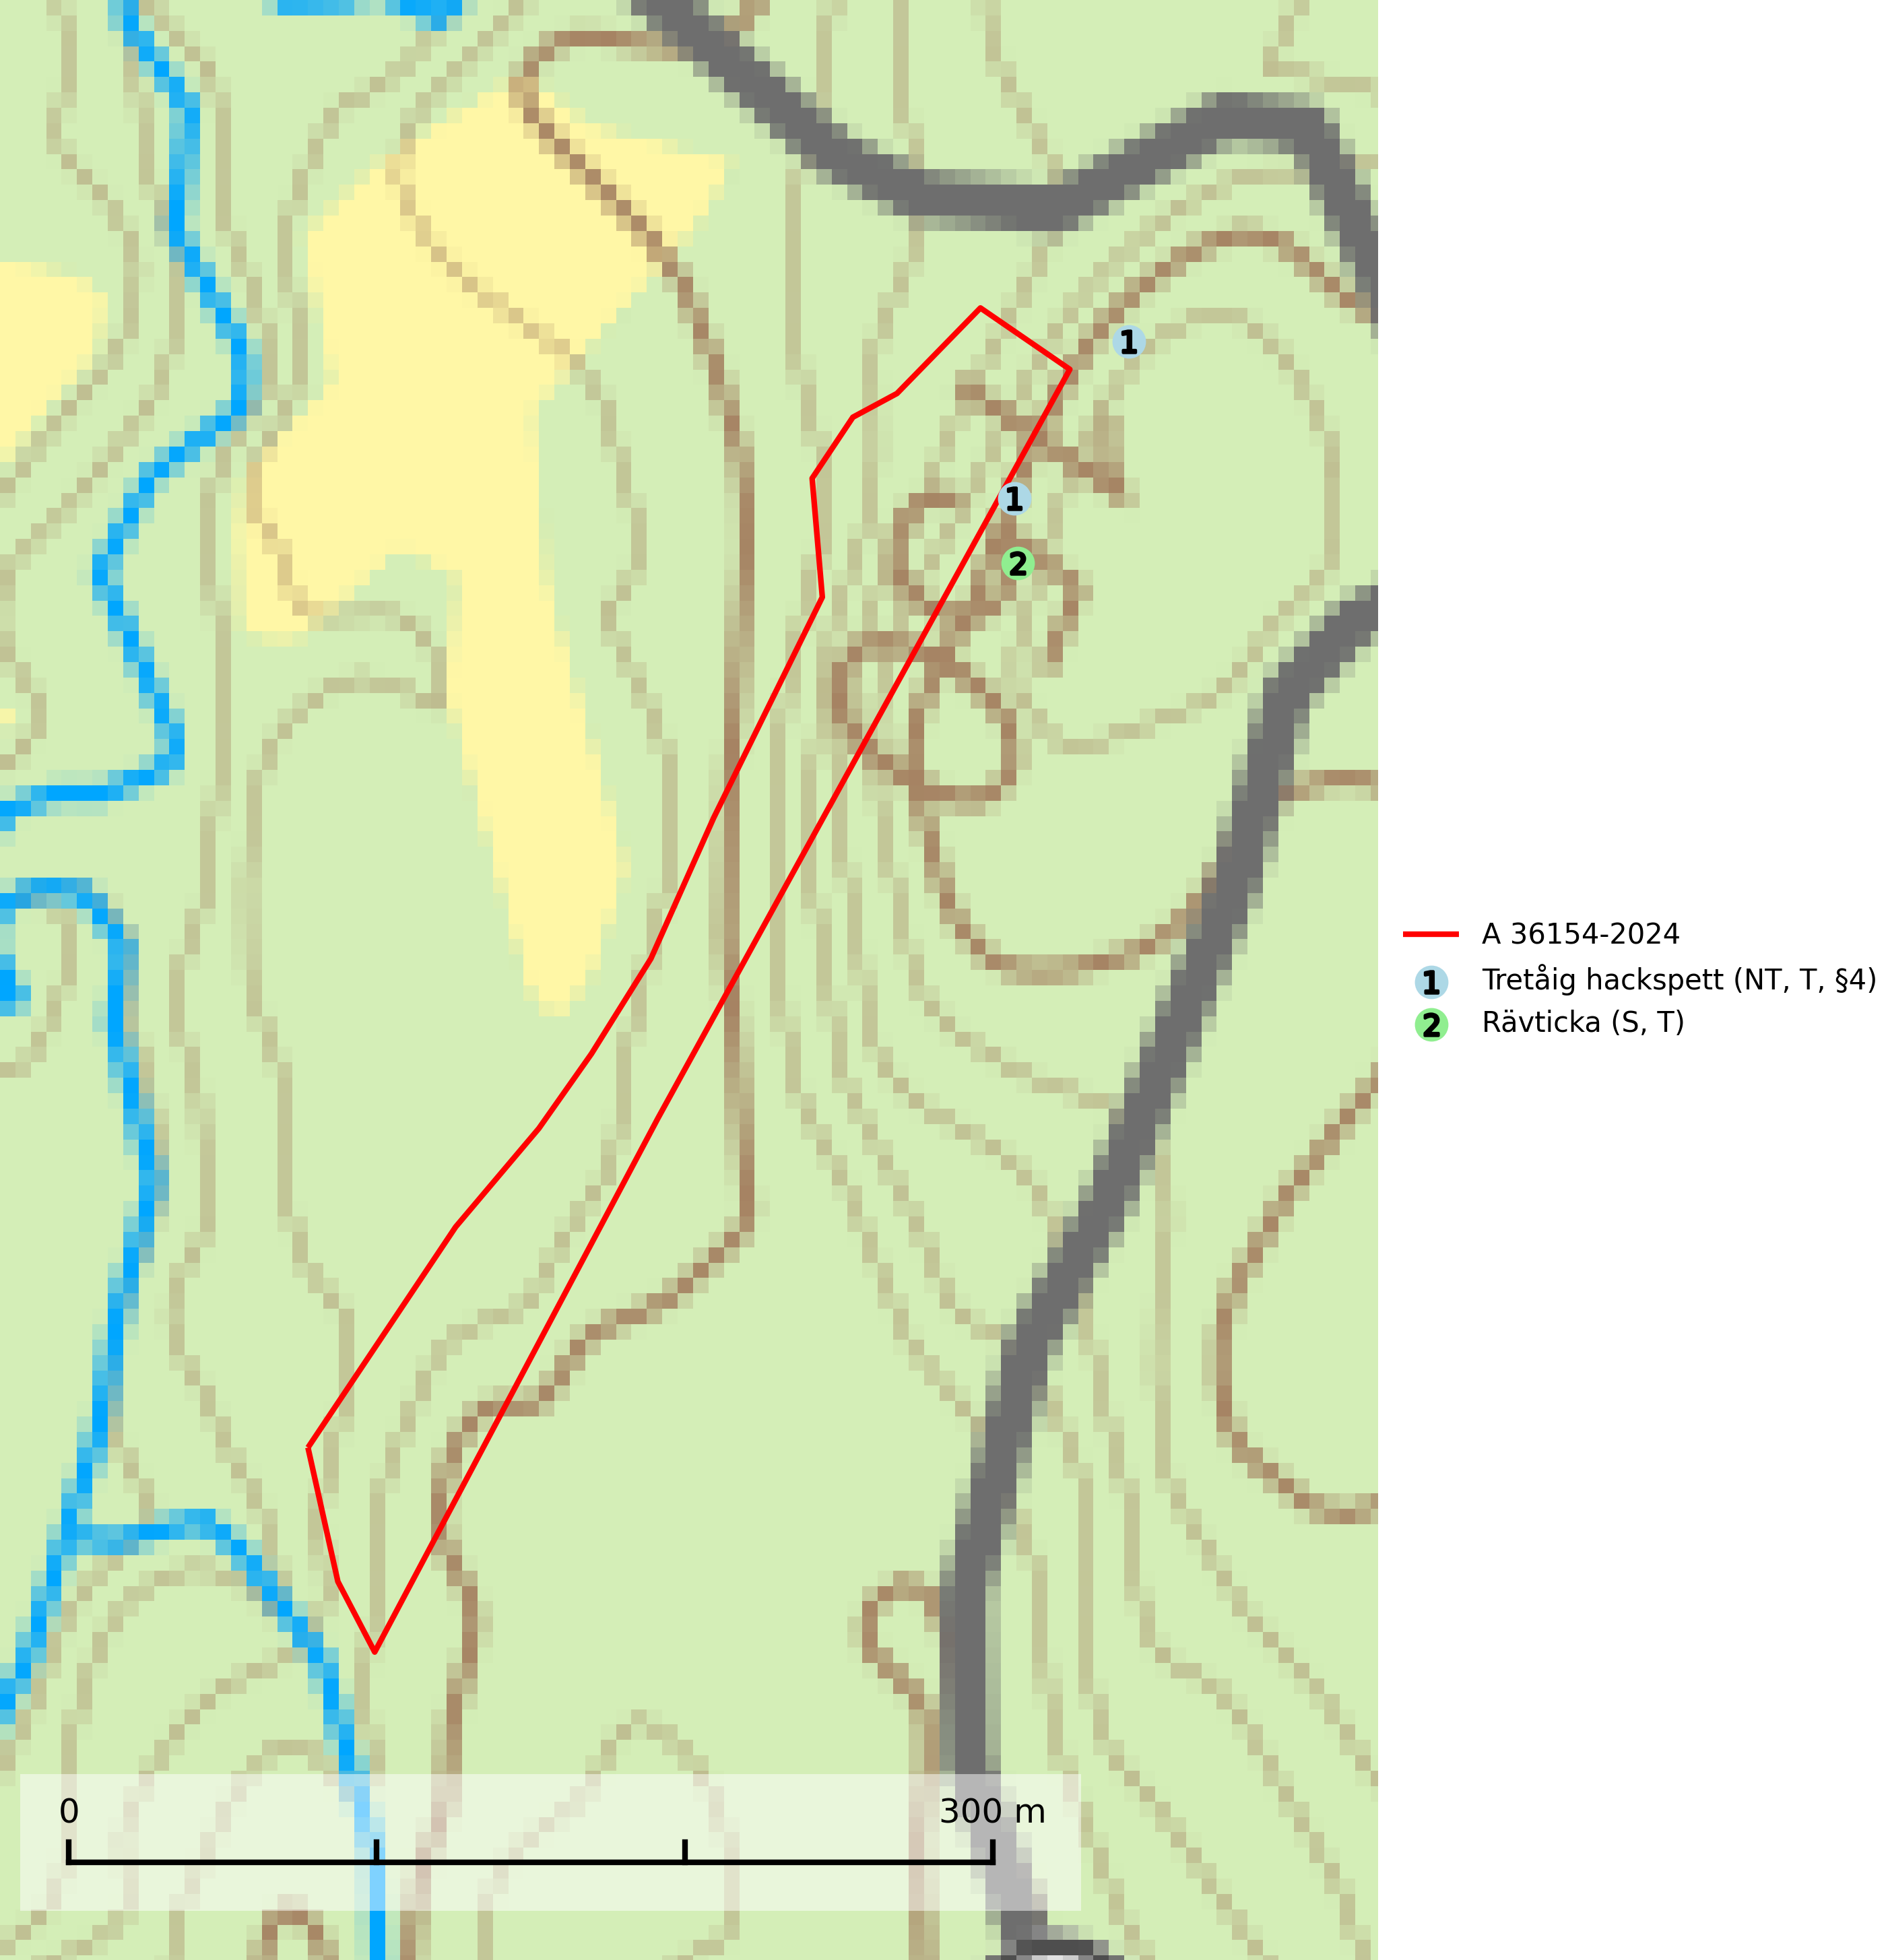 1
1
2
A 36154-2024
1 Tretåig hackspett (NT, T, §4)
2 Rävticka (S, T)
0 300 m